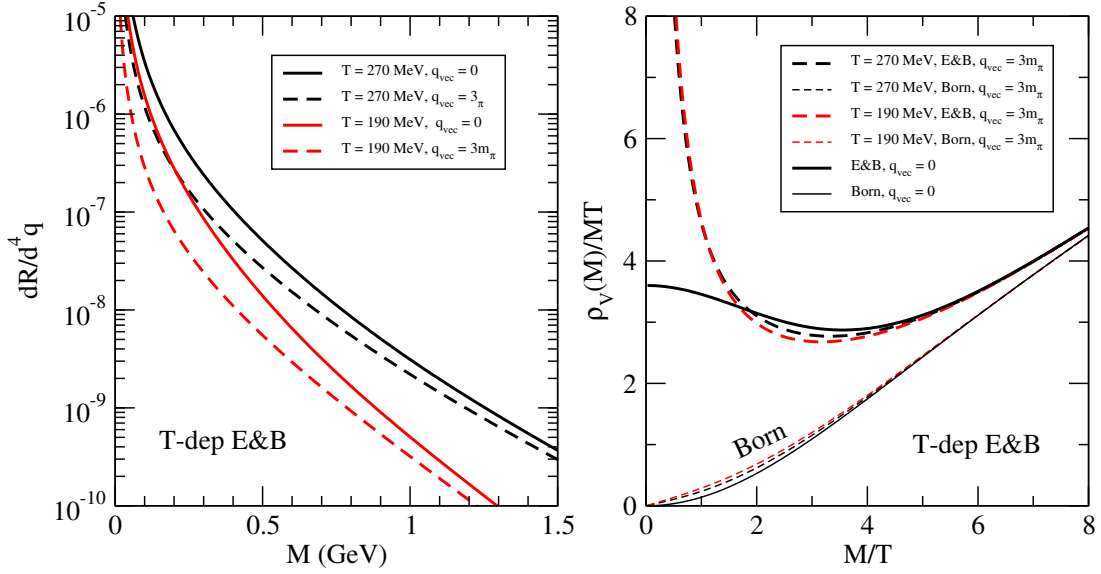 10^-5
10^-6
10^-7
10^-8
10^-9
10^-10
dR/d^4q
T = 270 MeV, q_vec = 0
T = 270 MeV, q_vec = 3_π
T = 190 MeV, q_vec = 0
T = 190 MeV, q_vec = 3m_π
T-dep E&B
0 0.5 1 1.5
M (GeV)
8
6
4
2
0
ρ_V(M)/MT
T = 270 MeV, E&B, q_vec = 3m_π
T = 270 MeV, Born, q_vec = 3m_π
T = 190 MeV, E&B, q_vec = 3m_π
T = 190 MeV, Born, q_vec = 3m_π
E&B, q_vec = 0
Born, q_vec = 0
Born
T-dep E&B
0 2 4 6 8
M/T